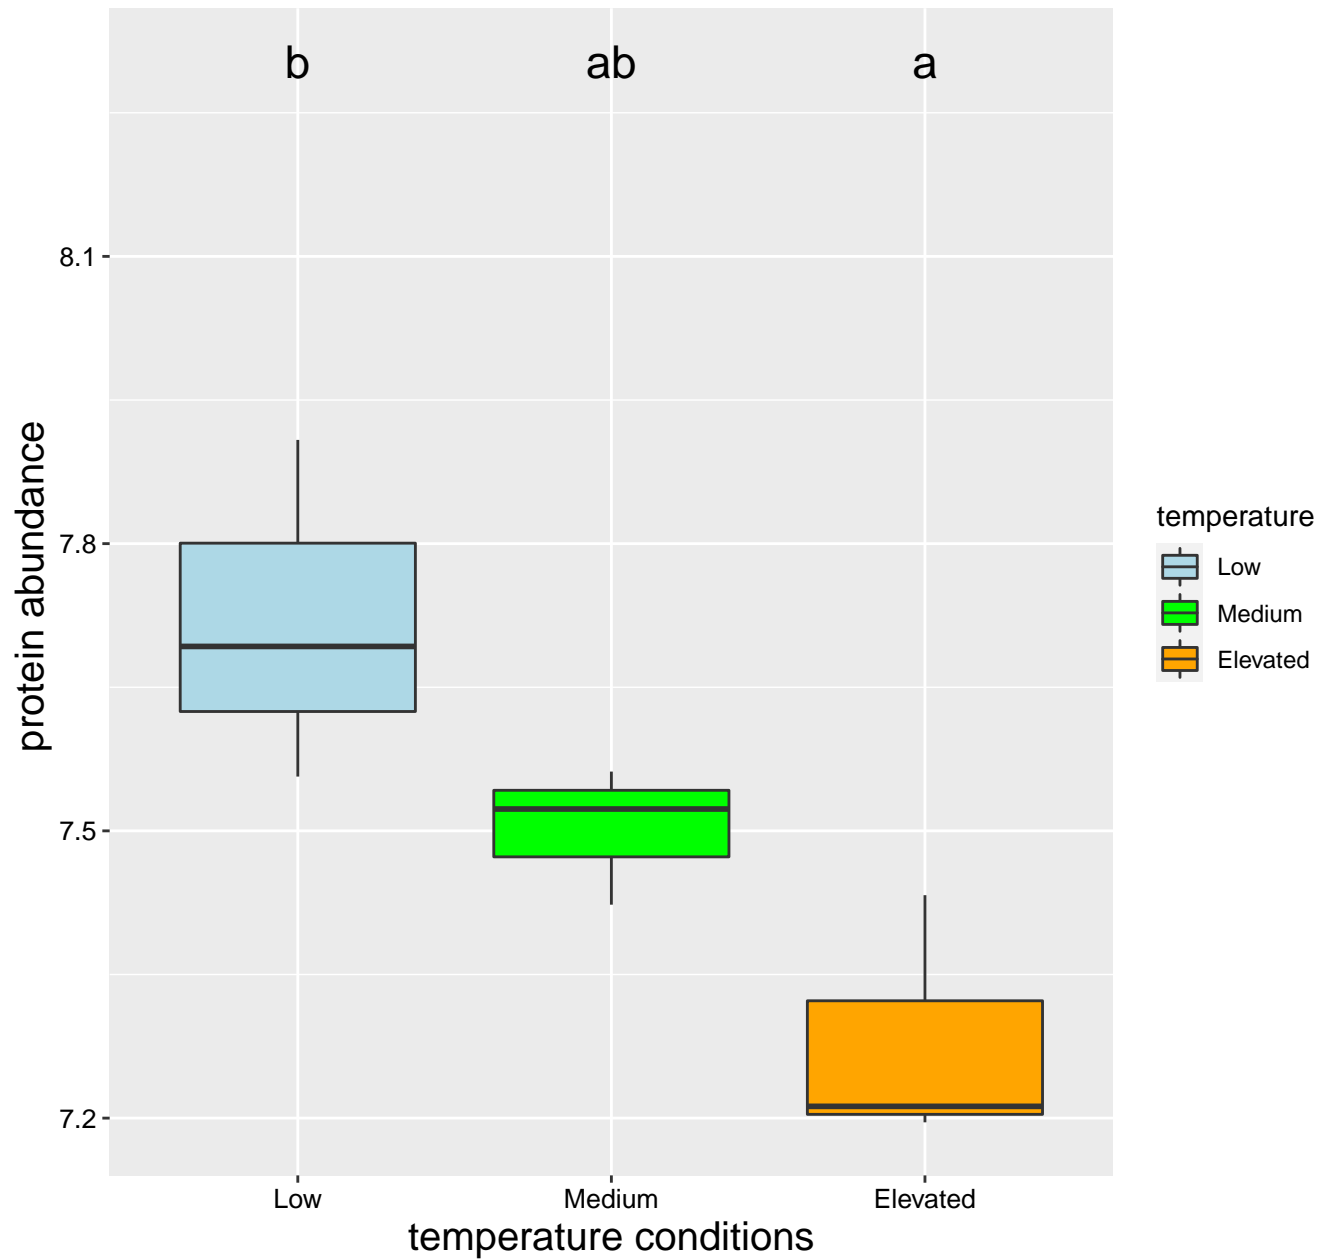 b ab a
8.1
7.8
7.5
7.2
protein abundance
Low Medium Elevated
temperature conditions
temperature
Low
Medium
Elevated